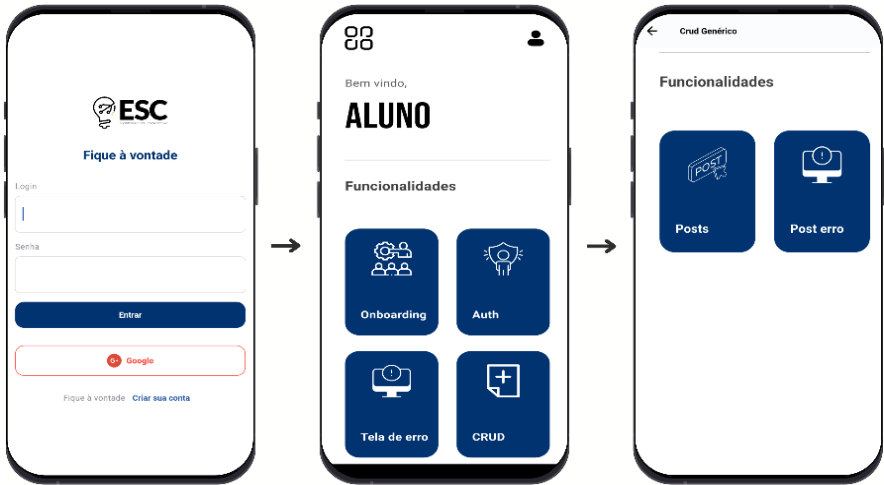 ESC
Fique à vontade
Login
Senha
Entrar
G+ Google
Fique à vontade Criar sua conta
Bem vindo,
ALUNO
Funcionalidades
Onboarding
Auth
Tela de erro
CRUD
Crud Genérico
Funcionalidades
POST
Posts
Post erro